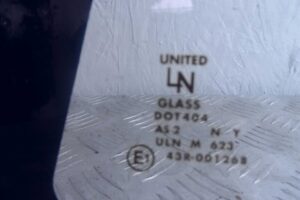 UNITED
LN
GLASS
DOT404
AS2 N Y
ULN M 623
E1 43R-001268